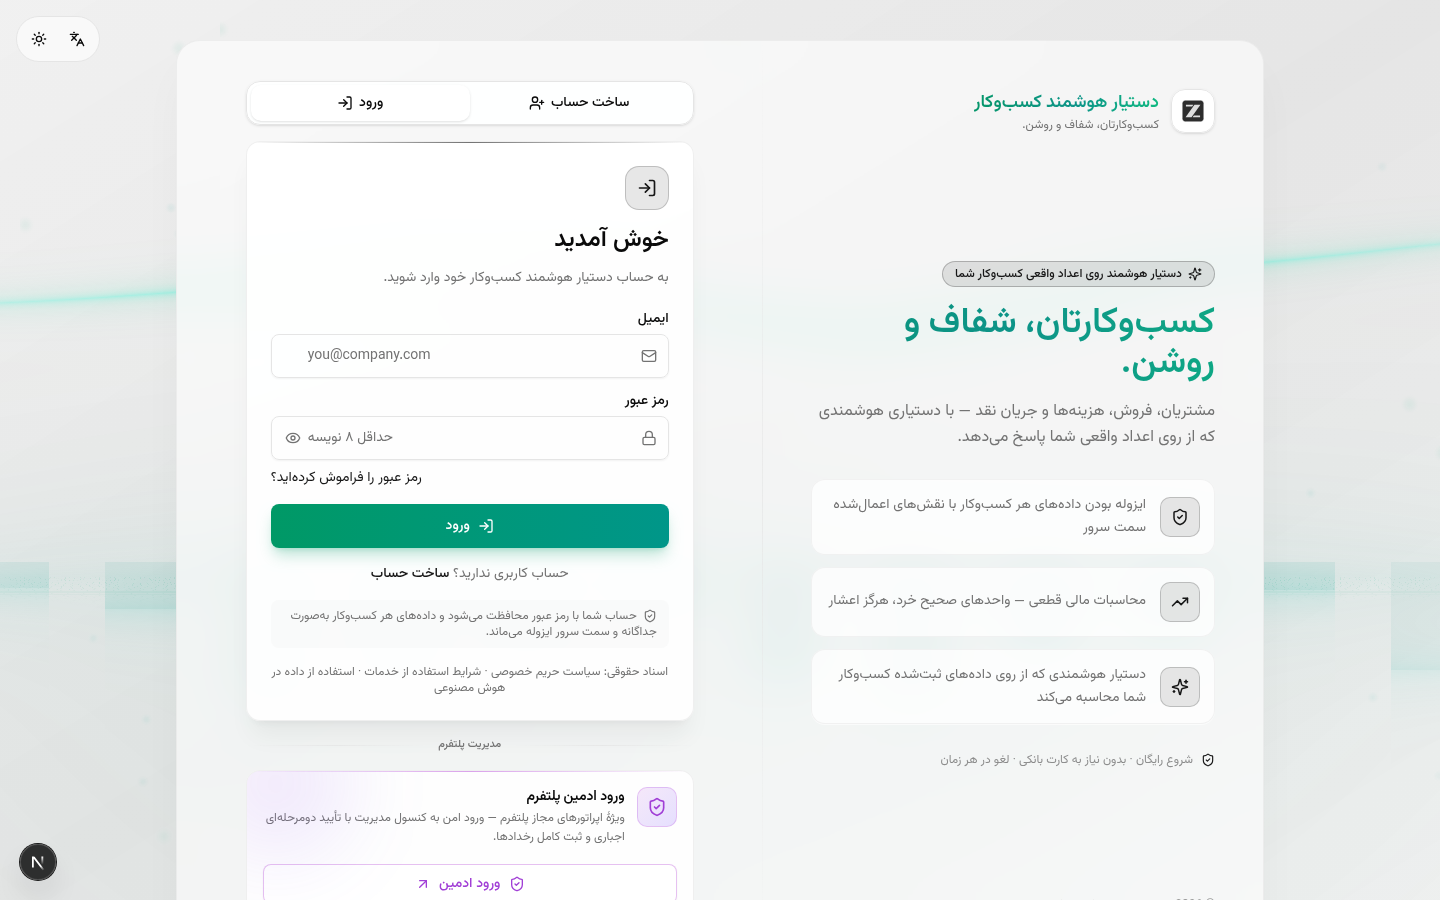 دستیار هوشمند کسب‌وکار
کسب‌وکارتان، شفاف و روشن.
دستیار هوشمند روی اعداد واقعی کسب‌وکار شما
کسب‌وکارتان، شفاف و
روشن.
مشتریان، فروش، هزینه‌ها و جریان نقد — با دستیاری هوشمندی
که از روی اعداد واقعی شما پاسخ می‌دهد.
ایزوله بودن داده‌های هر کسب‌وکار با نقش‌های اعمال‌شده
سمت سرور
محاسبات مالی قطعی — واحدهای صحیح خرد، هرگز اعشار
دستیار هوشمندی که از روی داده‌های ثبت‌شده کسب‌وکار
شما محاسبه می‌کند
شروع رایگان · بدون نیاز به کارت بانکی · لغو در هر زمان
ساخت حساب
ورود
خوش آمدید
به حساب دستیار هوشمند کسب‌وکار خود وارد شوید.
ایمیل
you@company.com
رمز عبور
حداقل ۸ نویسه
رمز عبور را فراموش کرده‌اید؟
ورود
حساب کاربری ندارید؟ ساخت حساب
حساب شما با رمز عبور محافظت می‌شود و داده‌های هر کسب‌وکار به‌صورت
جداگانه و سمت سرور ایزوله می‌ماند.
اسناد حقوقی: سیاست حریم خصوصی · شرایط استفاده از خدمات · استفاده از داده در
هوش مصنوعی
مدیریت پلتفرم
ورود ادمین پلتفرم
ویژهٔ اپراتورهای مجاز پلتفرم — ورود امن به کنسول مدیریت با تأیید دومرحله‌ای
اجباری و ثبت کامل رخدادها.
ورود ادمین